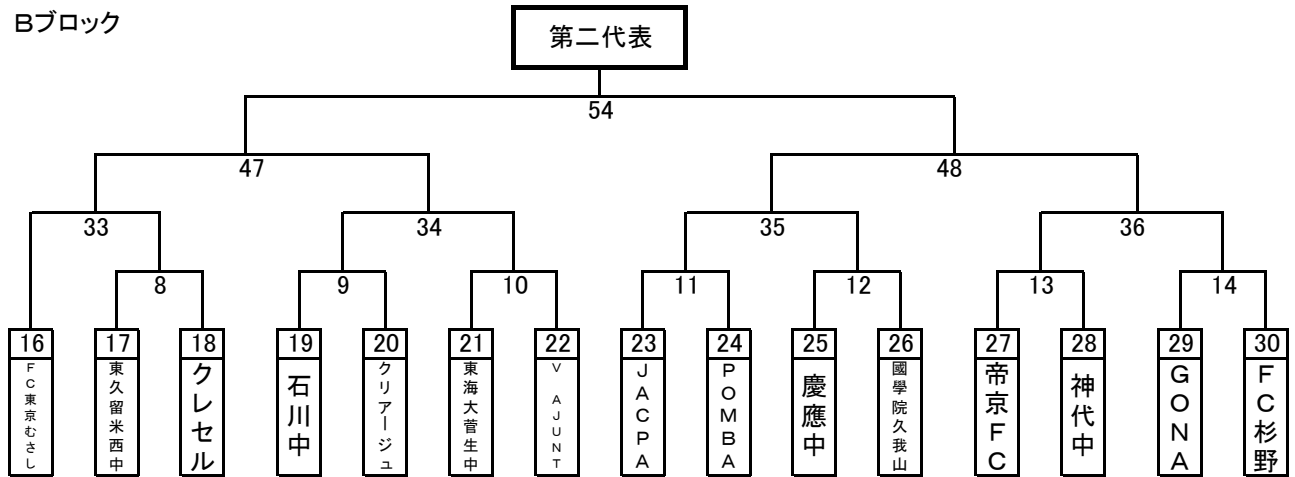 Bブロック
第二代表
54
47
48
33
34
35
36
8
9
10
11
12
13
14
16
17
18
19
20
21
22
23
24
25
26
27
28
29
30
FC東京むさし
東久留米西中
クレセル
石川中
クリアージュ
東海大菅生中
V AJUNT
JACPA
POMBA
慶應中
國學院久我山
帝京FC
神代中
GONA
FC杉野